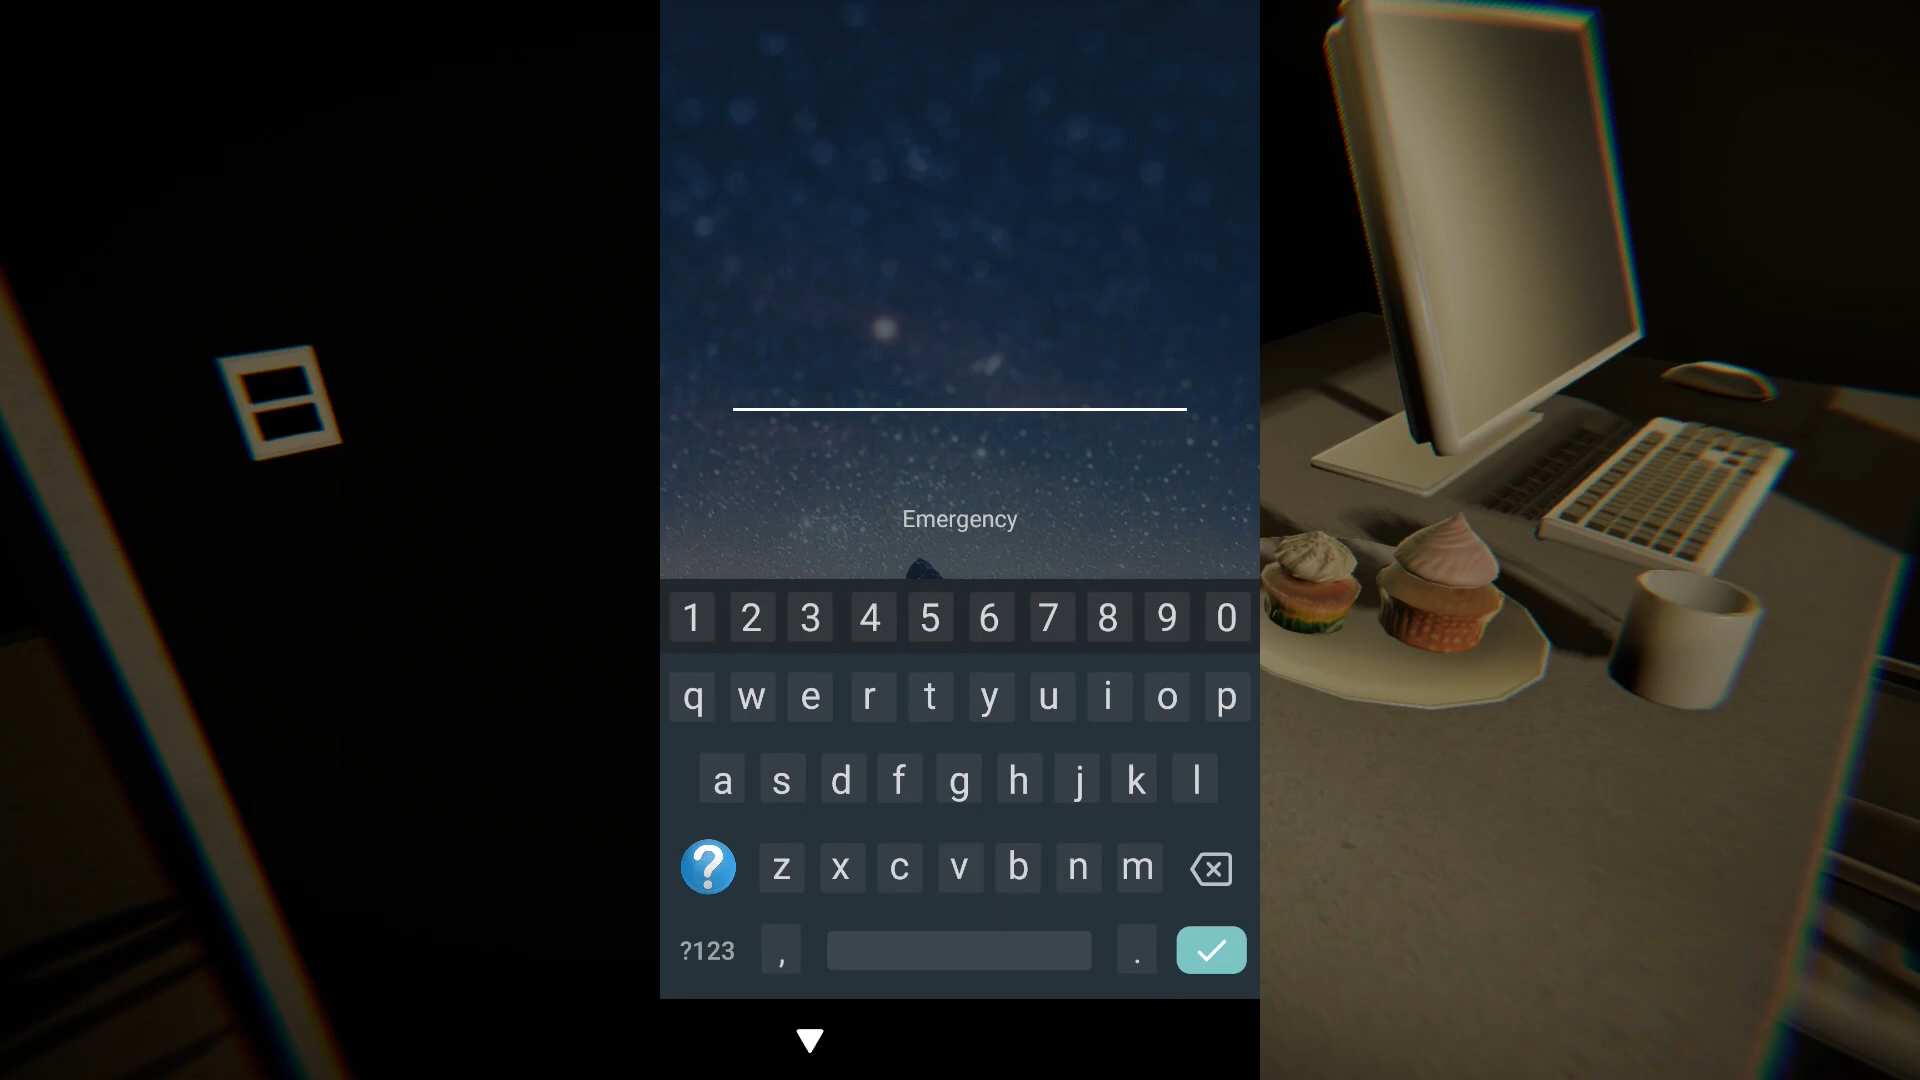 Emergency
1 2 3 4 5 6 7 8 9 0
q w e r t y u i o p
a s d f g h j k l
? z x c v b n m
?123 , .